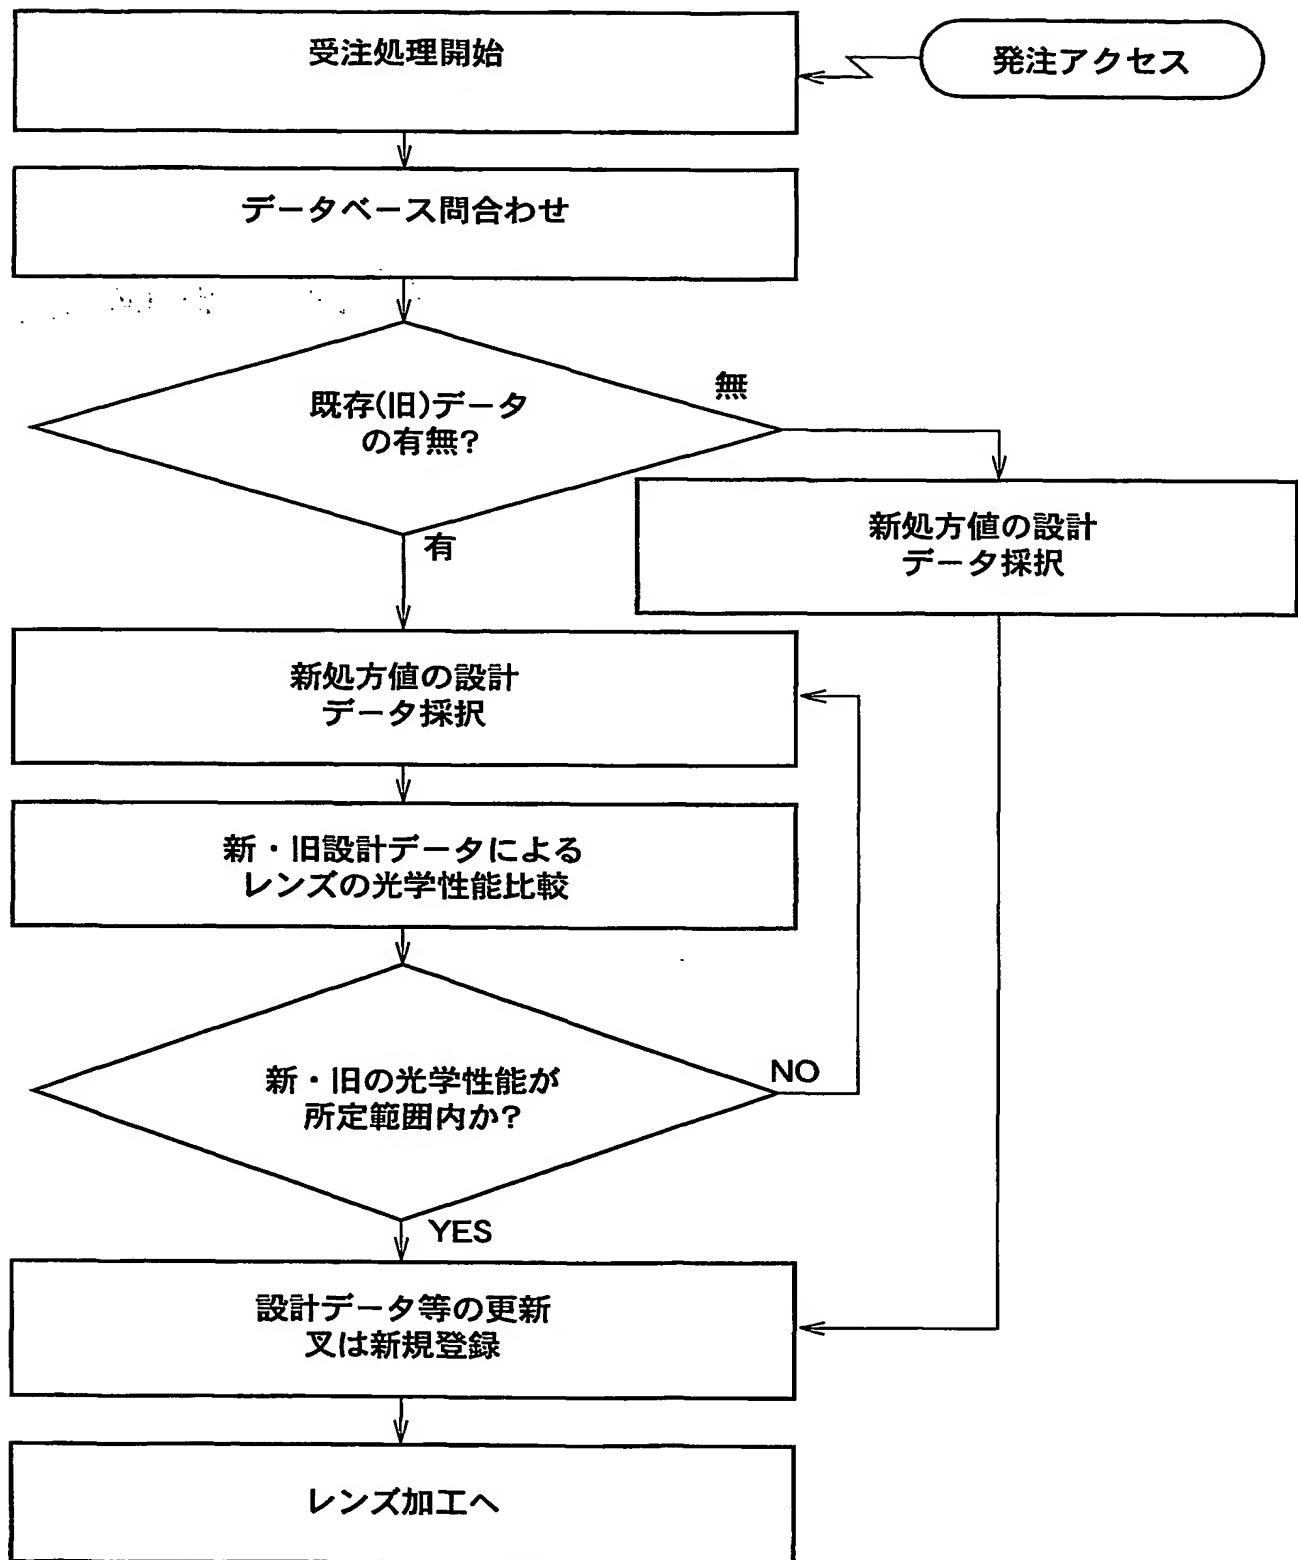 受注処理開始
発注アクセス
データベース問合わせ
既存(旧)データ
の有無?
無
有
新処方値の設計
データ採択
新処方値の設計
データ採択
新・旧設計データによる
レンズの光学性能比較
新・旧の光学性能が
所定範囲内か?
NO
YES
設計データ等の更新
叉は新規登録
レンズ加工へ